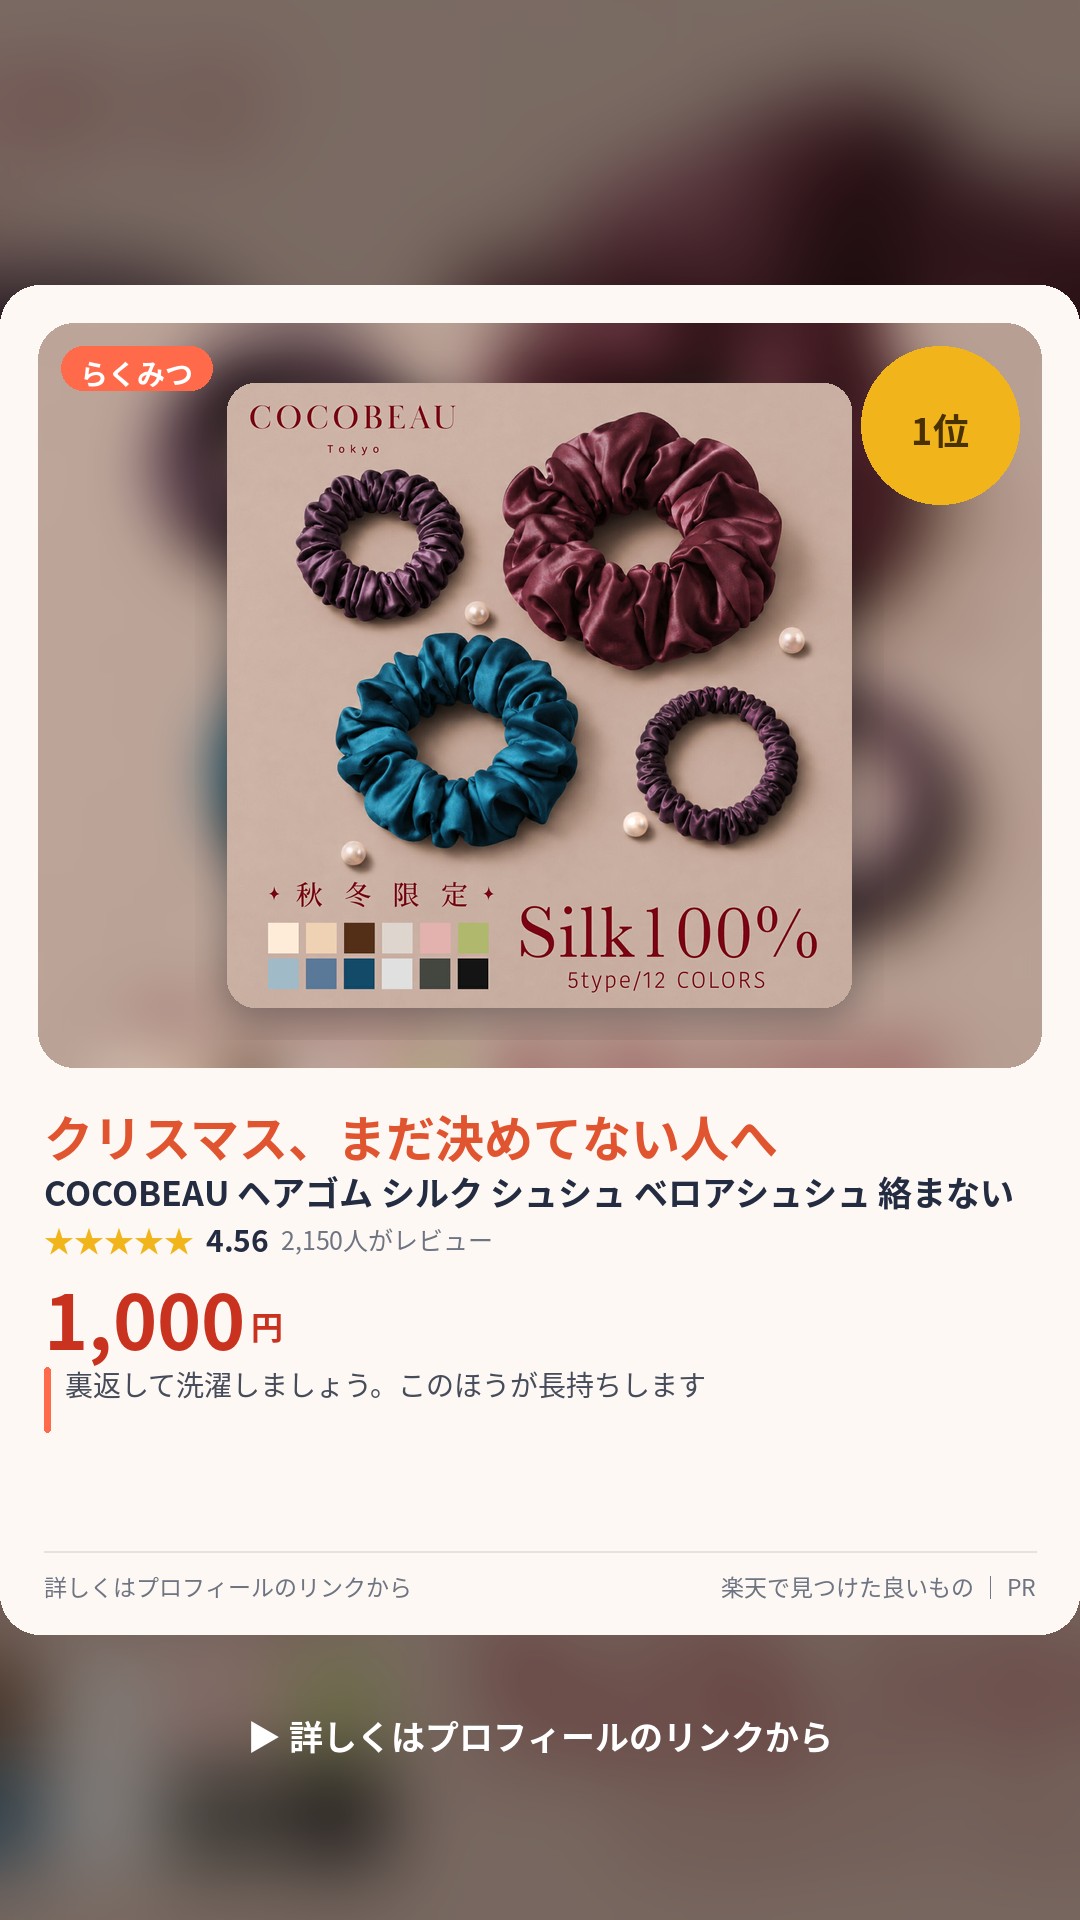 らくみつ
1位
COCOBEAU
Tokyo
秋冬限定
Silk100%
5type/12 COLORS
クリスマス、まだ決めてない人へ
COCOBEAU ヘアゴム シルク シュシュ ベロアシュシュ 絡まない
★★★★★ 4.56 2,150人がレビュー
1,000円
裏返して洗濯しましょう。このほうが長持ちします
詳しくはプロフィールのリンクから
楽天で見つけた良いもの｜PR
▶ 詳しくはプロフィールのリンクから